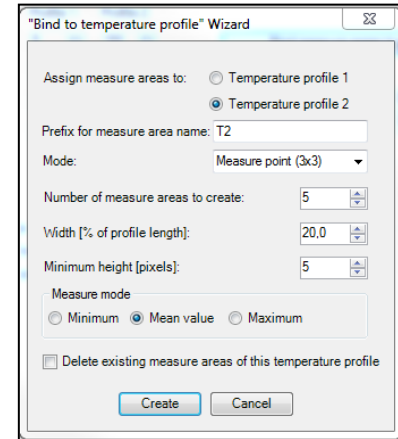 "Bind to temperature profile" Wizard
Assign measure areas to: Temperature profile 1
Temperature profile 2
Prefix for measure area name: T2
Mode: Measure point (3x3)
Number of measure areas to create: 5
Width [% of profile length]: 20,0
Minimum height [pixels]: 5
Measure mode
Minimum Mean value Maximum
Delete existing measure areas of this temperature profile
Create Cancel